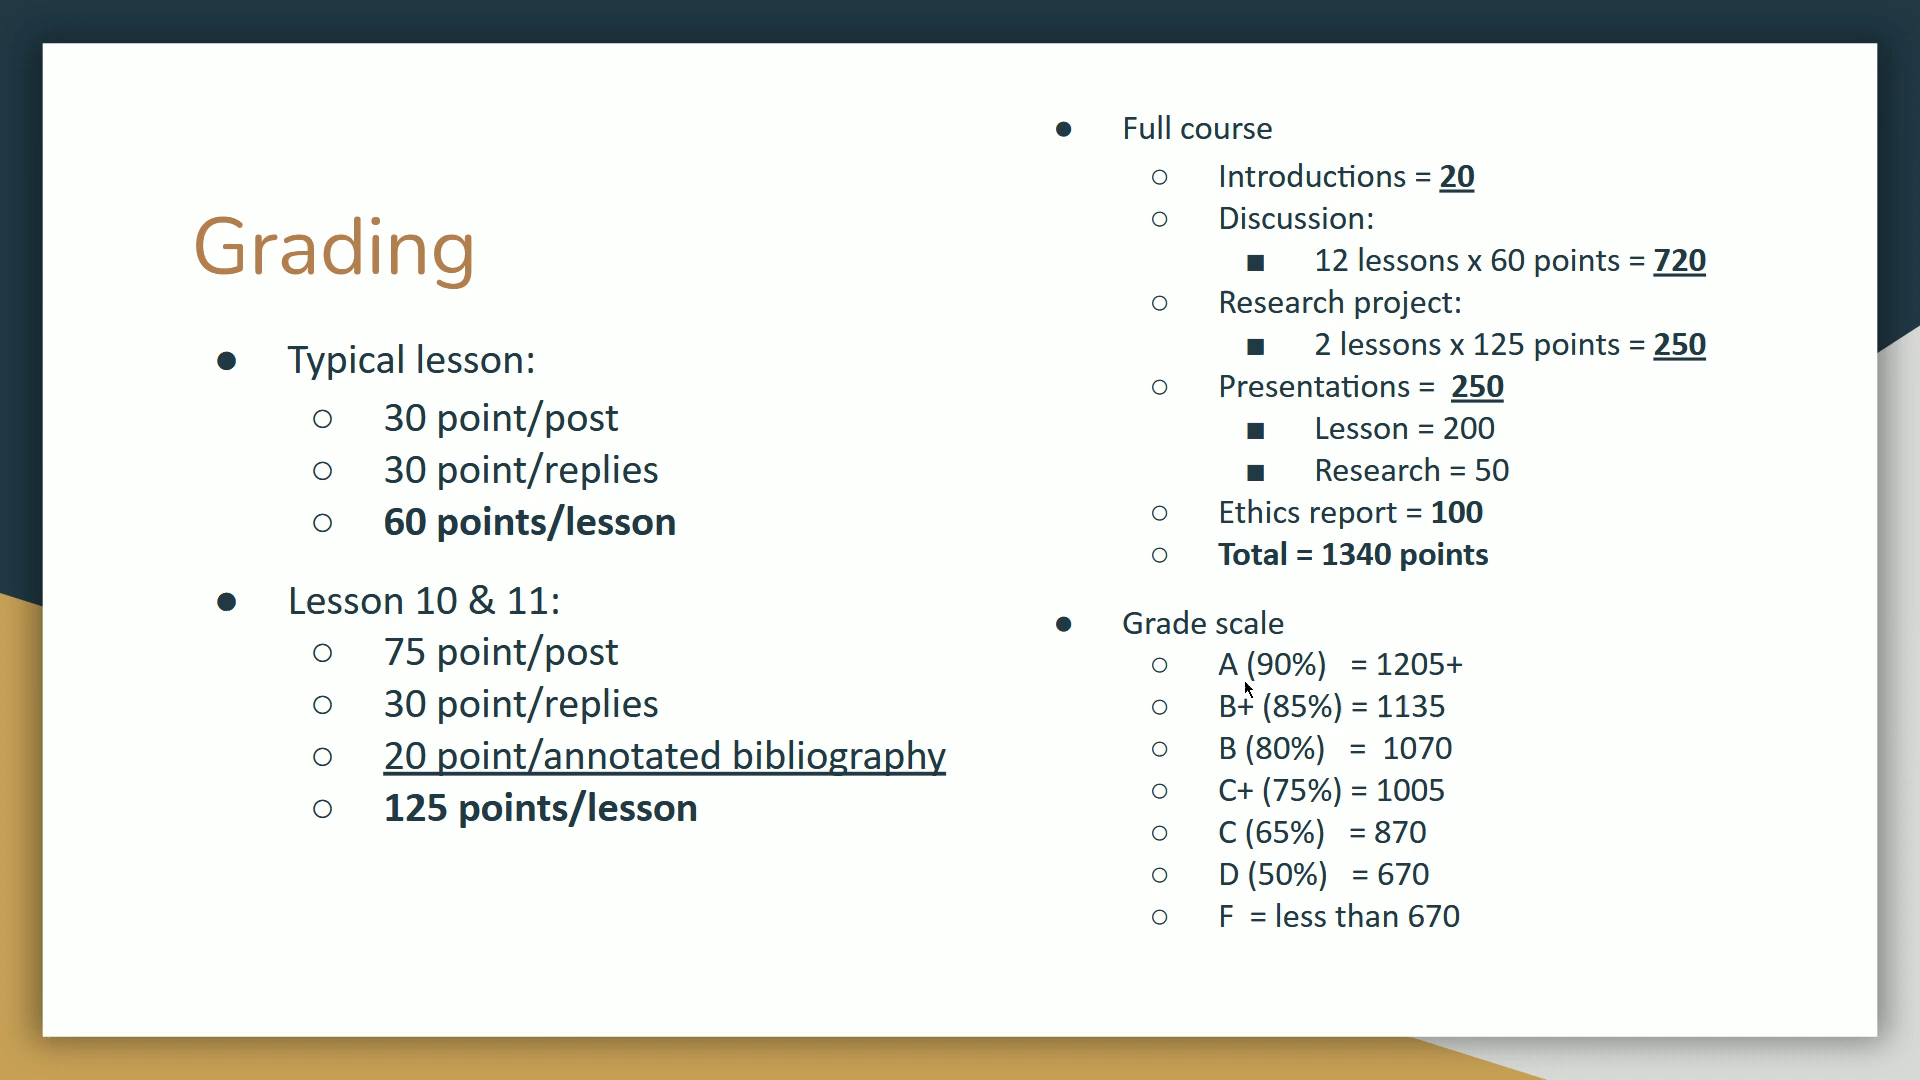 Grading
● Typical lesson:
○ 30 point/post
○ 30 point/replies
○ 60 points/lesson
● Lesson 10 & 11:
○ 75 point/post
○ 30 point/replies
○ 20 point/annotated bibliography
○ 125 points/lesson
● Full course
○ Introductions = 20
○ Discussion:
■ 12 lessons x 60 points = 720
○ Research project:
■ 2 lessons x 125 points = 250
○ Presentations = 250
■ Lesson = 200
■ Research = 50
○ Ethics report = 100
○ Total = 1340 points
● Grade scale
○ A (90%) = 1205+
○ B+ (85%) = 1135
○ B (80%) = 1070
○ C+ (75%) = 1005
○ C (65%) = 870
○ D (50%) = 670
○ F = less than 670